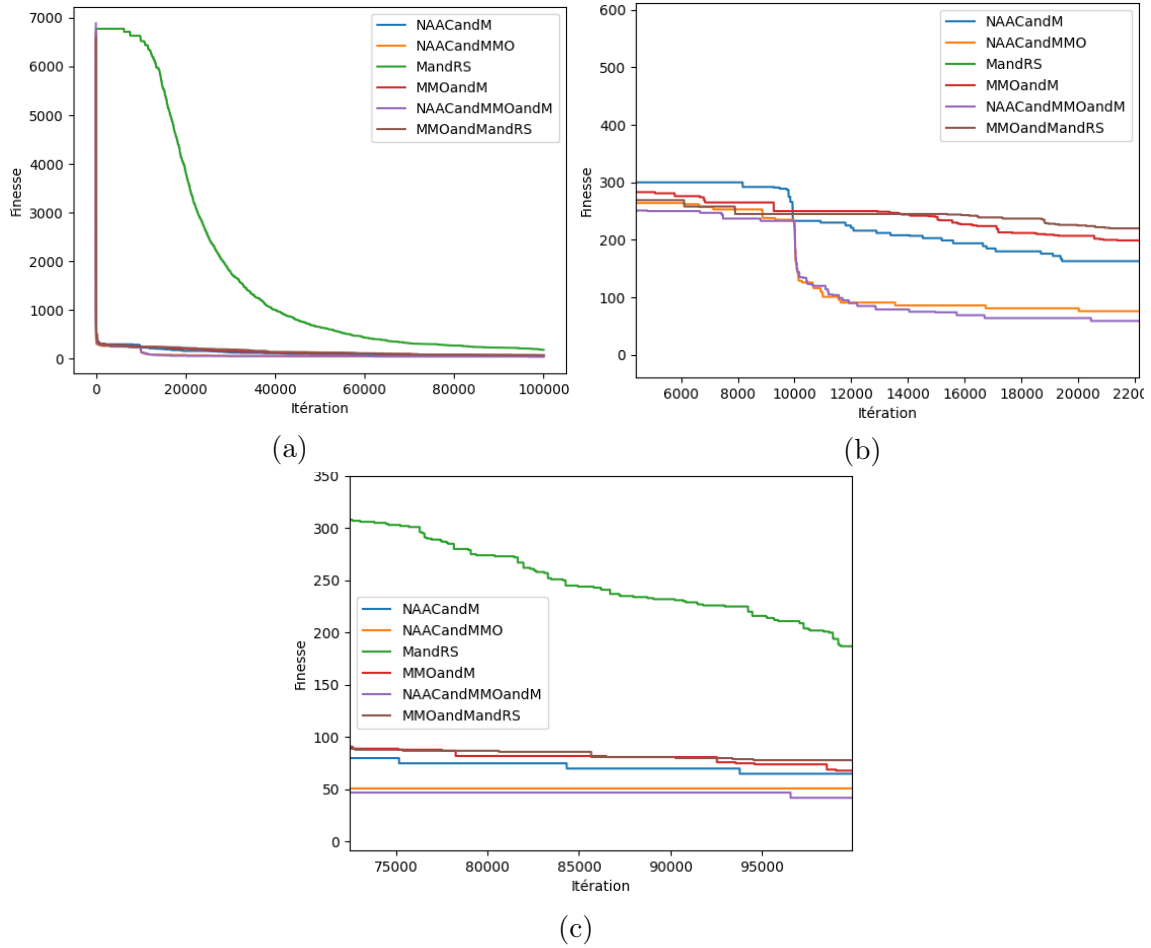 7000
6000
5000
4000
3000
2000
1000
0
Finesse
NAACandM
NAACandMMO
MandRS
MMOandM
NAACandMMOandM
MMOandMandRS
0 20000 40000 60000 80000 100000
Itération
(a)
600
500
400
300
200
100
0
Finesse
NAACandM
NAACandMMO
MandRS
MMOandM
NAACandMMOandM
MMOandMandRS
6000 8000 10000 12000 14000 16000 18000 20000 2200
Itération
(b)
350
300
250
200
150
100
50
0
Finesse
NAACandM
NAACandMMO
MandRS
MMOandM
NAACandMMOandM
MMOandMandRS
75000 80000 85000 90000 95000
Itération
(c)